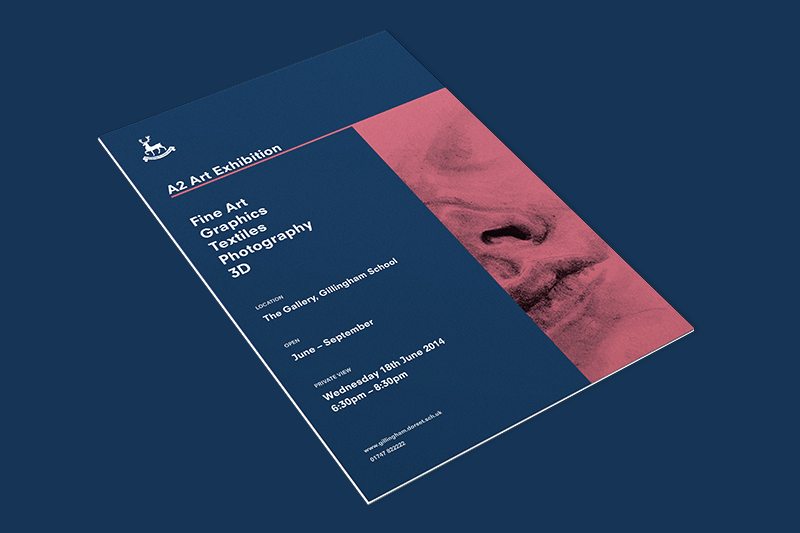 A2 Art Exhibition
Fine Art
Graphics
Textiles
Photography
3D
LOCATION
The Gallery, Gillingham School
OPEN
June – September
PRIVATE VIEW
Wednesday 18th June 2014
6:30pm – 8:30pm
www.gillingham.dorset.sch.uk
01747 822222